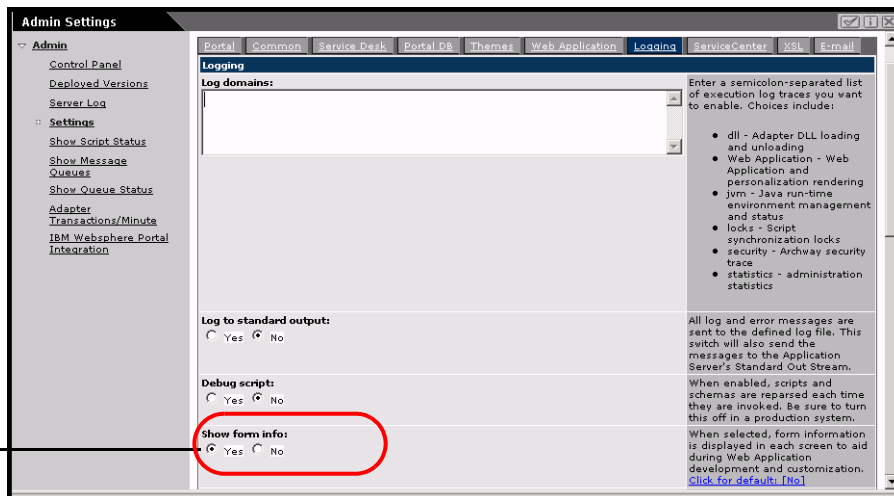 Admin Settings
Admin
Control Panel
Deployed Versions
Server Log
Settings
Show Script Status
Show Message
Queues
Show Queue Status
Adapter
Transactions/Minute
IBM Websphere Portal
Integration
Portal Common Service Desk Portal DB Themes Web Application Logging ServiceCenter XSL E-mail
Logging
Log domains:
Enter a semicolon-separated list
of execution log traces you want
to enable. Choices include:
dll - Adapter DLL loading
and unloading
Web Application - Web
Application and
personalization rendering
jvm - Java run-time
environment management
and status
locks - Script
synchronization locks
security - Archway security
trace
statistics - administration
statistics
Log to standard output:
Yes No
All log and error messages are
sent to the defined log file. This
switch will also send the
messages to the Application
Server's Standard Out Stream.
Debug script:
Yes No
When enabled, scripts and
schemas are reparsed each time
they are invoked. Be sure to turn
this off in a production system.
Show form info:
Yes No
When selected, form information
is displayed in each screen to aid
during Web Application
development and customization.
Click for default: [No]